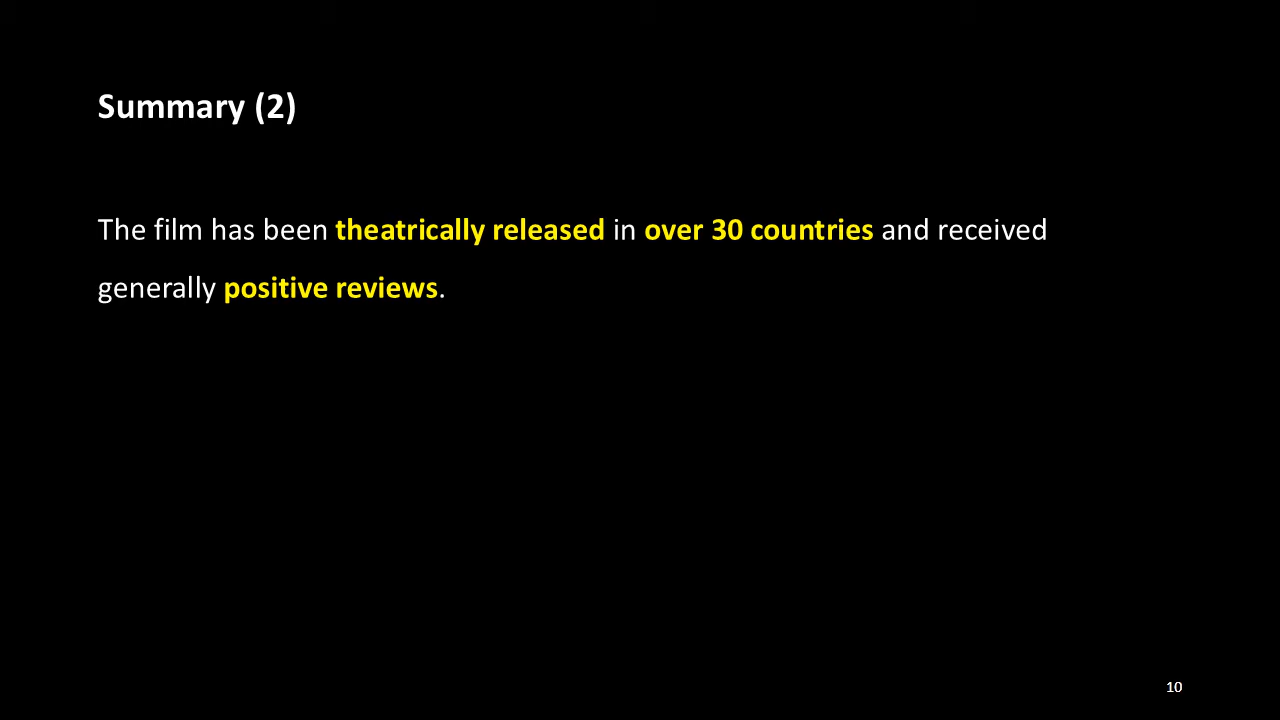 Summary (2)
The film has been theatrically released in over 30 countries and received
generally positive reviews.
10